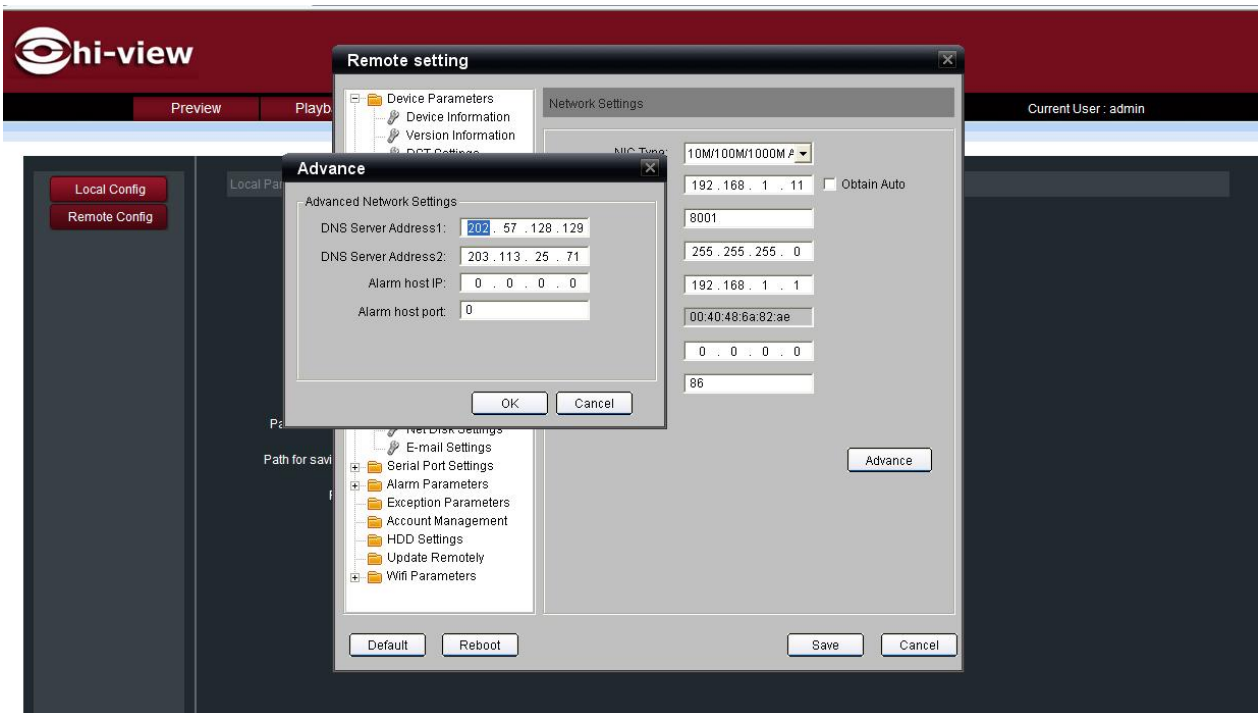 hi-view
Preview
Playb
Current User : admin
Local Config
Remote Config
Local Pa
Path for savi
Remote setting
Device Parameters
Device Information
Version Information
DST Settings
Net Disk Settings
E-mail Settings
Serial Port Settings
Alarm Parameters
Exception Parameters
Account Management
HDD Settings
Update Remotely
Wifi Parameters
Network Settings
NIC Type:
10M/100M/1000M A
192 . 168 . 1 . 11
Obtain Auto
8001
255 . 255 . 255 . 0
192 . 168 . 1 . 1
00:40:48:6a:82:ae
0 . 0 . 0 . 0
86
Advance
Default
Reboot
Save
Cancel
Advance
Advanced Network Settings
DNS Server Address1: 202 . 57 . 128 . 129
DNS Server Address2: 203 . 113 . 25 . 71
Alarm host IP: 0 . 0 . 0 . 0
Alarm host port: 0
OK
Cancel